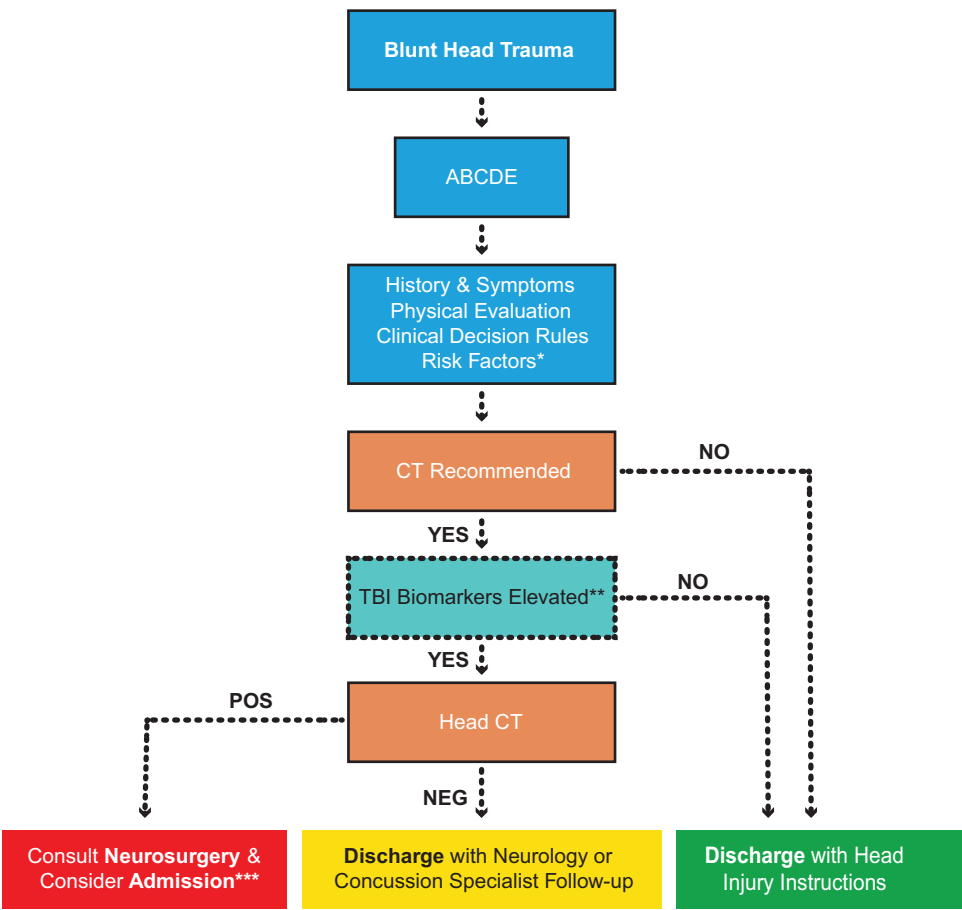 Blunt Head Trauma
ABCDE
History & Symptoms
Physical Evaluation
Clinical Decision Rules
Risk Factors*
CT Recommended
NO
YES
TBI Biomarkers Elevated**
NO
YES
Head CT
POS
NEG
Consult Neurosurgery &
Consider Admission***
Discharge with Neurology or
Concussion Specialist Follow-up
Discharge with Head
Injury Instructions